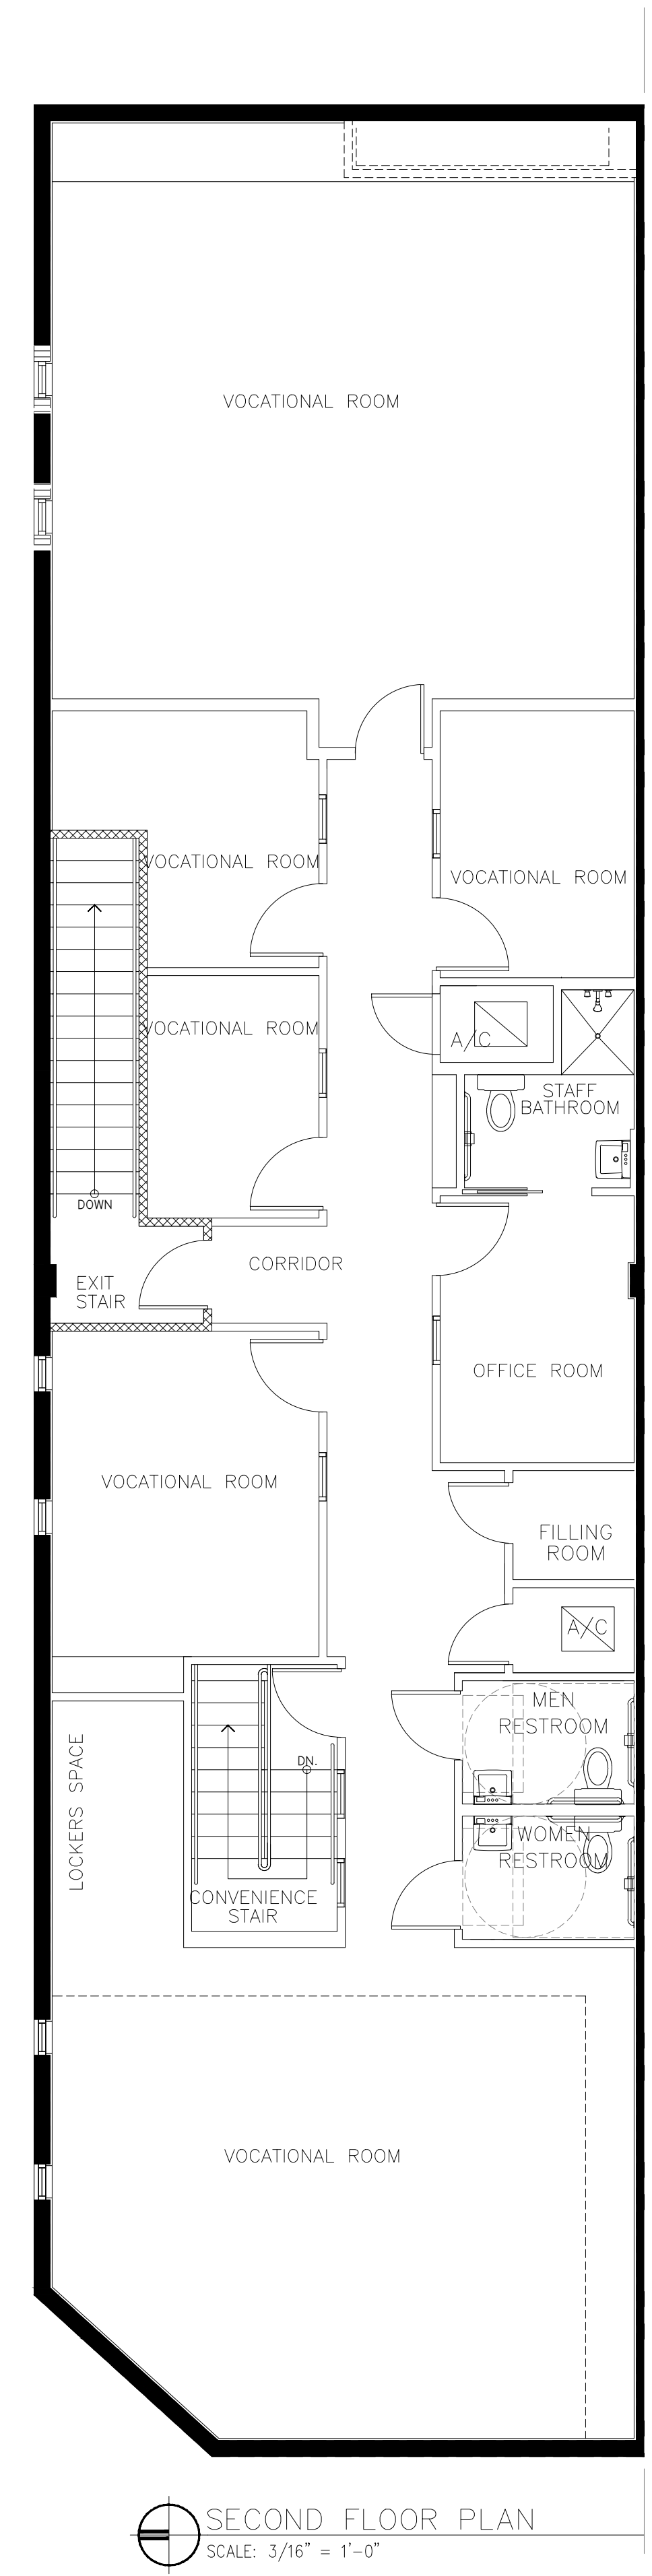 VOCATIONAL ROOM
VOCATIONAL ROOM
VOCATIONAL ROOM
VOCATIONAL ROOM
A/C
STAFF
BATHROOM
DOWN
CORRIDOR
EXIT
STAIR
OFFICE ROOM
VOCATIONAL ROOM
FILLING
ROOM
A/C
MEN
RESTROOM
LOCKERS SPACE
DN.
WOMEN
RESTROOM
CONVENIENCE
STAIR
VOCATIONAL ROOM
SECOND FLOOR PLAN
SCALE: 3/16" = 1'-0"